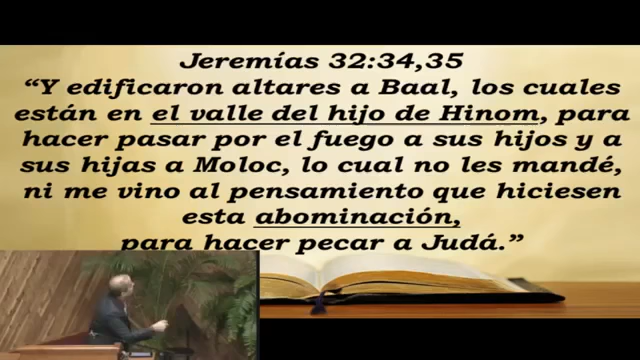 Jeremías 32:34,35
“Y edificaron altares a Baal, los cuales
están en el valle del hijo de Hinom, para
hacer pasar por el fuego a sus hijos y a
sus hijas a Moloc, lo cual no les mandé,
ni me vino al pensamiento que hiciesen
esta abominación,
para hacer pecar a Judá.”